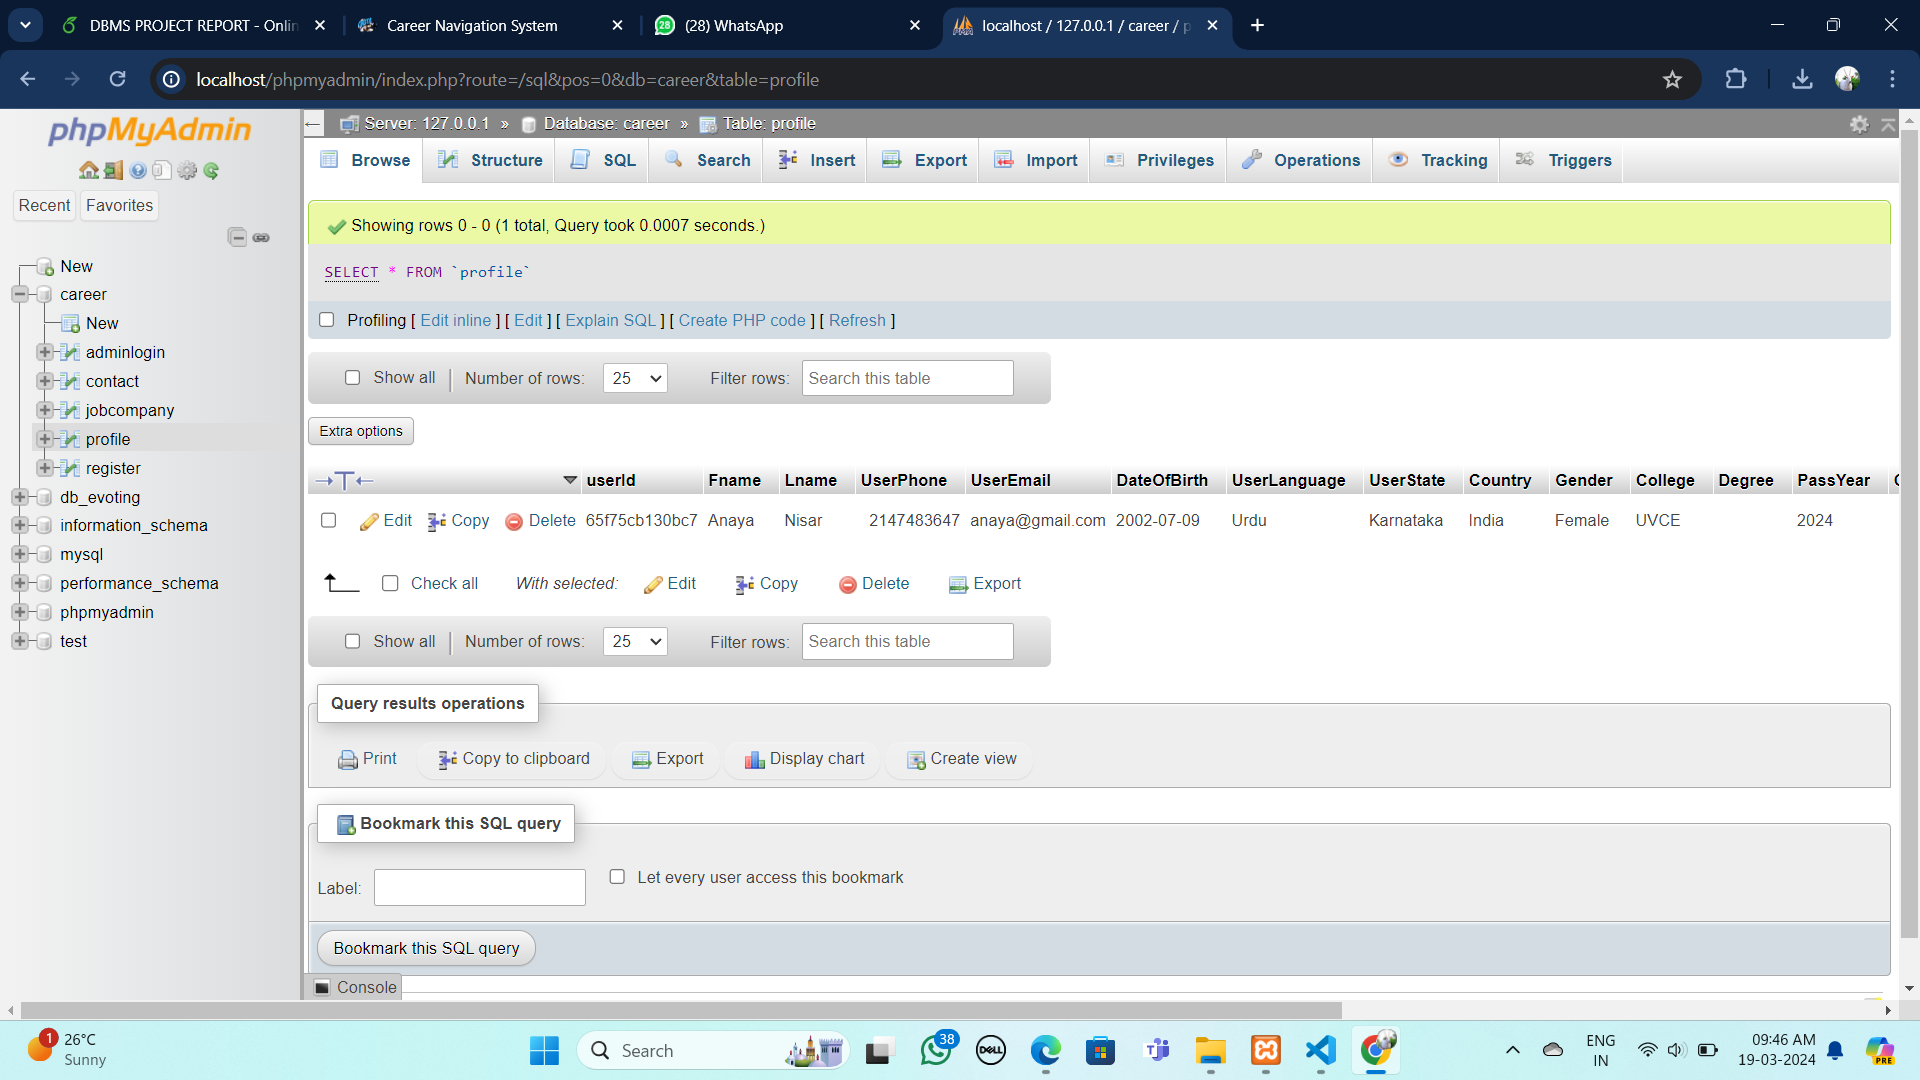 DBMS PROJECT REPORT - Onlin
Career Navigation System
28
(28) WhatsApp
localhost / 127.0.0.1 / career / p
localhost/phpmyadmin/index.php?route=/sql&pos=0&db=career&table=profile
phpMyAdmin
Recent
Favorites
New
career
New
adminlogin
contact
jobcompany
profile
register
db_evoting
information_schema
mysql
performance_schema
phpmyadmin
test
Server: 127.0.0.1 » Database: career » Table: profile
Browse Structure SQL Search Insert Export Import Privileges Operations Tracking Triggers
Showing rows 0 - 0 (1 total, Query took 0.0007 seconds.)
SELECT * FROM `profile`
Profiling [ Edit inline ] [ Edit ] [ Explain SQL ] [ Create PHP code ] [ Refresh ]
Show all Number of rows: 25 Filter rows: Search this table
Extra options
userId Fname Lname UserPhone UserEmail DateOfBirth UserLanguage UserState Country Gender College Degree PassYear
Edit Copy Delete 65f75cb130bc7 Anaya Nisar 2147483647 anaya@gmail.com 2002-07-09 Urdu Karnataka India Female UVCE 2024
Check all With selected: Edit Copy Delete Export
Show all Number of rows: 25 Filter rows: Search this table
Query results operations
Print Copy to clipboard Export Display chart Create view
Bookmark this SQL query
Label: Let every user access this bookmark
Bookmark this SQL query
Console
1
26°C
Sunny
Search
38
DELL
ENG
IN
09:46 AM
19-03-2024
PRE